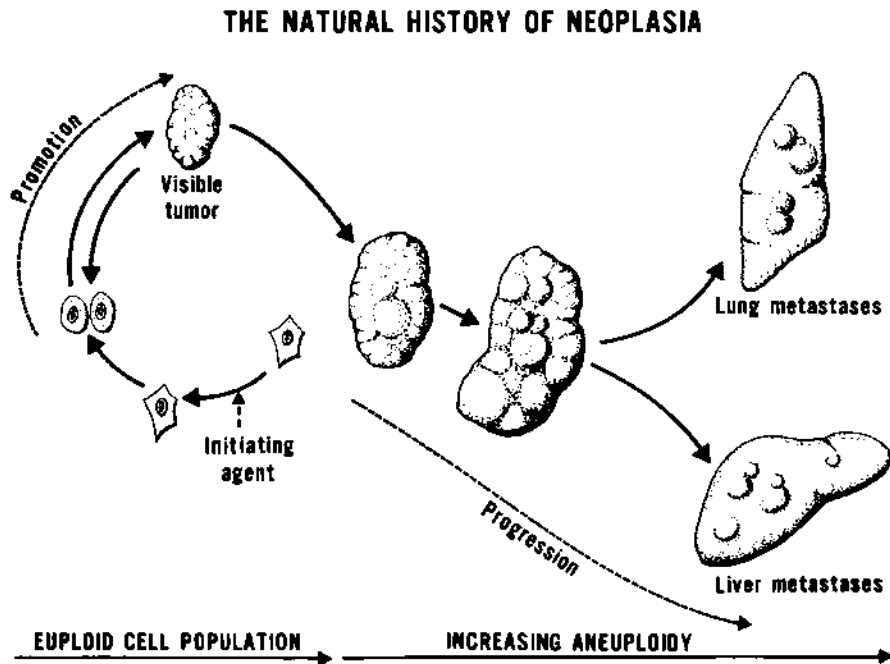 THE NATURAL HISTORY OF NEOPLASIA
Promotion
Visible
tumor
Initiating
agent
Lung metastases
Progression
Liver metastases
EUPLOID CELL POPULATION
INCREASING ANEUPLOIDY